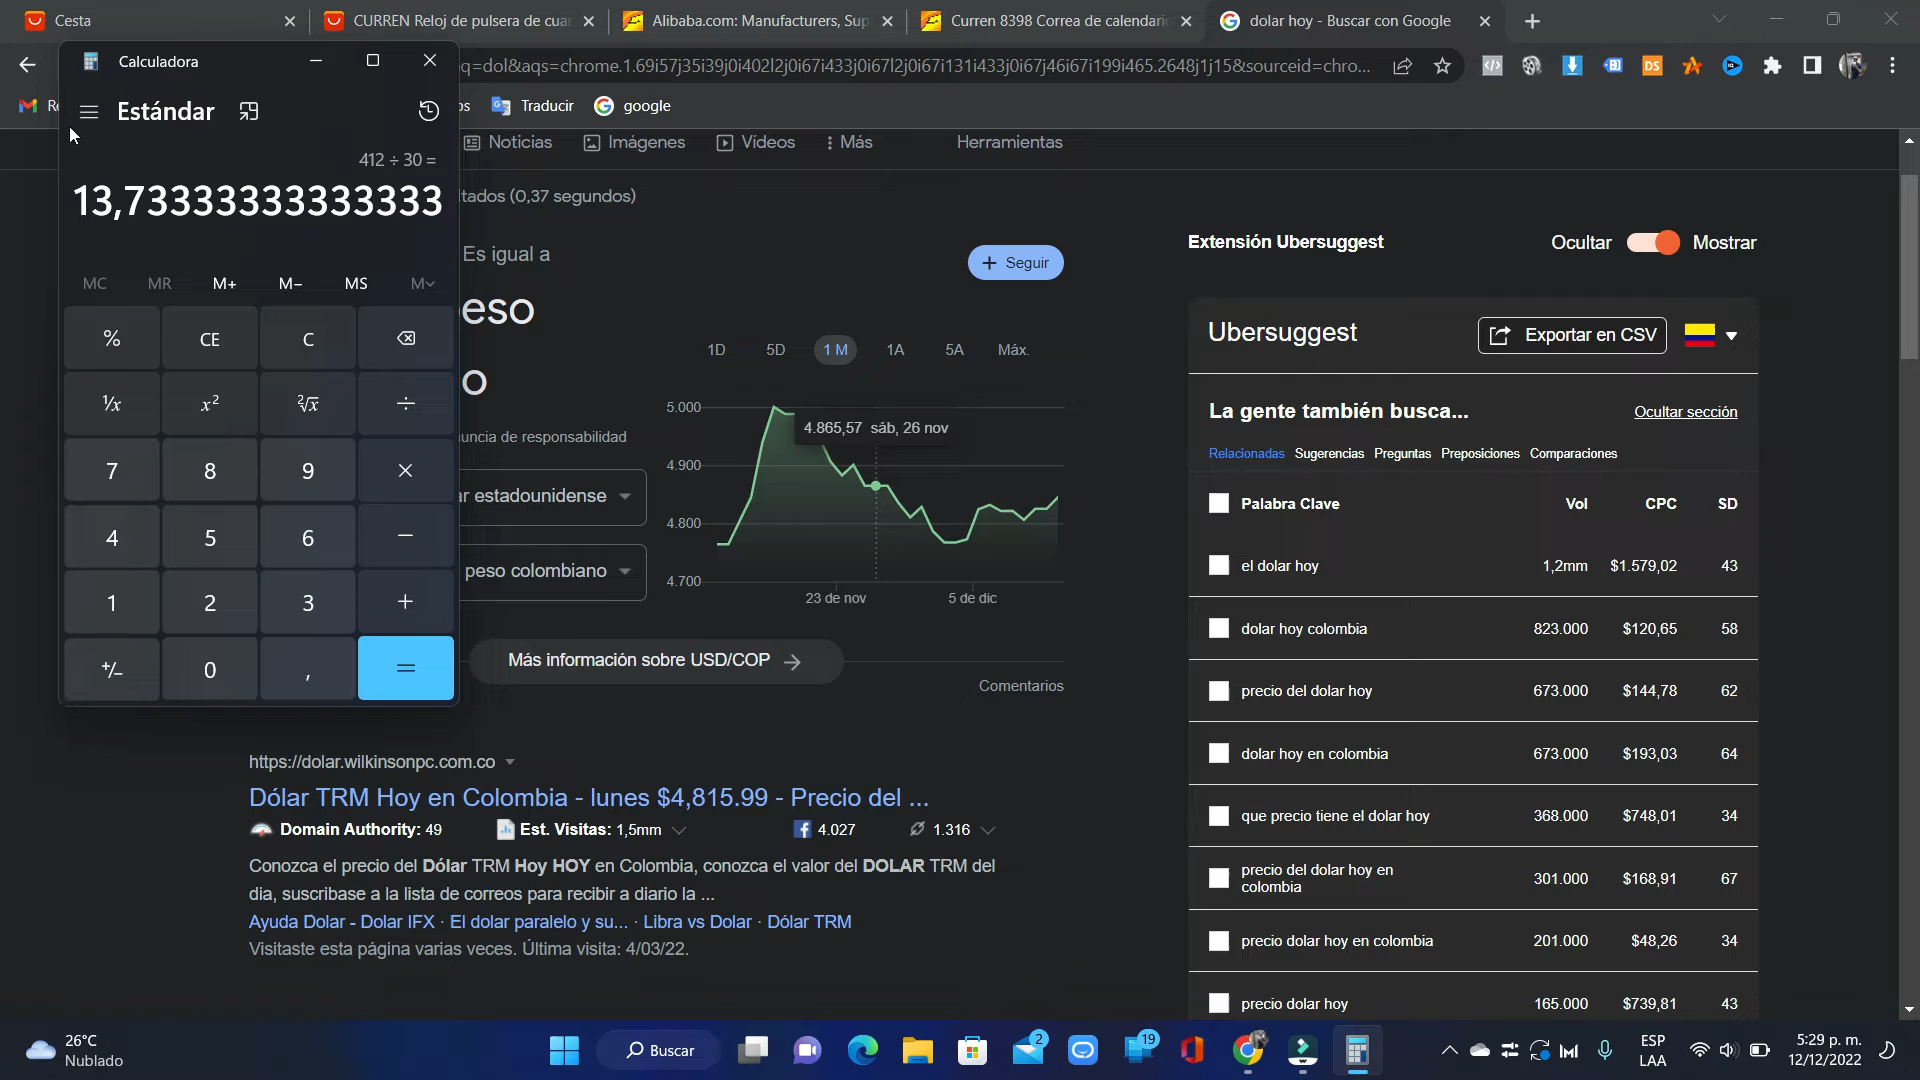 Cesta
CURREN Reloj de pulsera de cua
Alibaba.com: Manufacturers, Sup
Curren 8398 Correa de calendari
dolar hoy - Buscar con Google
Calculadora
q=dol&aqs=chrome.1.69i57j35i39j0i402l2j0i67i433j0i67l2j0i67i131i433j0i67j46i67i199i465.2648j1j15&sourceid=chro...
Estándar
Traducir
google
412 ÷ 30 =
13,73333333333333
MC MR M+ M− MS M
% CE C
⅟x x² ²√x ÷
7 8 9 ×
4 5 6 −
1 2 3 +
+/− 0 , =
Noticias Imágenes Vídeos Más Herramientas
tados (0,37 segundos)
Es igual a
Seguir
eso
o
uncia de responsabilidad
ar estadounidense
peso colombiano
1D 5D 1 M 1A 5A Máx.
5.000
4.865,57 sáb, 26 nov
4.900
4.800
4.700
23 de nov 5 de dic
Más información sobre USD/COP
Comentarios
https://dolar.wilkinsonpc.com.co
Dólar TRM Hoy en Colombia - lunes $4,815.99 - Precio del ...
Domain Authority: 49 Est. Visitas: 1,5mm 4.027 1.316
Conozca el precio del Dólar TRM Hoy HOY en Colombia, conozca el valor del DOLAR TRM del
dia, suscribase a la lista de correos para recibir a diario la ...
Ayuda Dolar - Dolar IFX · El dolar paralelo y su... · Libra vs Dolar · Dólar TRM
Visitaste esta página varias veces. Última visita: 4/03/22.
Extensión Ubersuggest Ocultar Mostrar
Ubersuggest Exportar en CSV
La gente también busca... Ocultar sección
Relacionadas Sugerencias Preguntas Preposiciones Comparaciones
Palabra Clave Vol CPC SD
el dolar hoy 1,2mm $1.579,02 43
dolar hoy colombia 823.000 $120,65 58
precio del dolar hoy 673.000 $144,78 62
dolar hoy en colombia 673.000 $193,03 64
que precio tiene el dolar hoy 368.000 $748,01 34
precio del dolar hoy en
colombia 301.000 $168,91 67
precio dolar hoy en colombia 201.000 $48,26 34
precio dolar hoy 165.000 $739,81 43
26°C
Nublado
Buscar
2
19
ESP
LAA
5:29 p. m.
12/12/2022